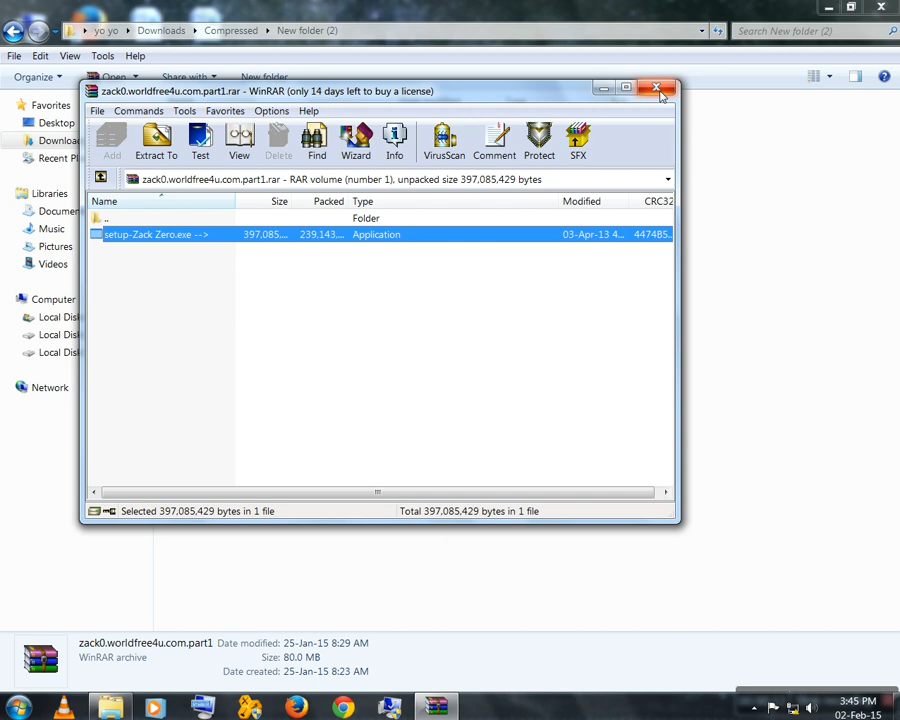 yo yo
Downloads
Compressed
New folder (2)
Search New folder (2)
File Edit View Tools Help
Organize
Open
Share with
New folder
zack0.worldfree4u.com.part1.rar - WinRAR (only 14 days left to buy a license)
File Commands Tools Favorites Options Help
Add Extract To Test View Delete Find Wizard Info VirusScan Comment Protect SFX
zack0.worldfree4u.com.part1.rar - RAR volume (number 1), unpacked size 397,085,429 bytes
Name Size Packed Type Modified CRC32
.. Folder
setup-Zack Zero.exe --> 397,085,... 239,143,... Application 03-Apr-13 4... 4474B5...
Selected 397,085,429 bytes in 1 file
Total 397,085,429 bytes in 1 file
Favorites
Desktop
Downloa
Recent Pl
Libraries
Documen
Music
Pictures
Videos
Computer
Local Disk
Local Disk
Local Disk
Network
zack0.worldfree4u.com.part1 Date modified: 25-Jan-15 8:29 AM
WinRAR archive Size: 80.0 MB
Date created: 25-Jan-15 8:23 AM
3:45 PM
02-Feb-15